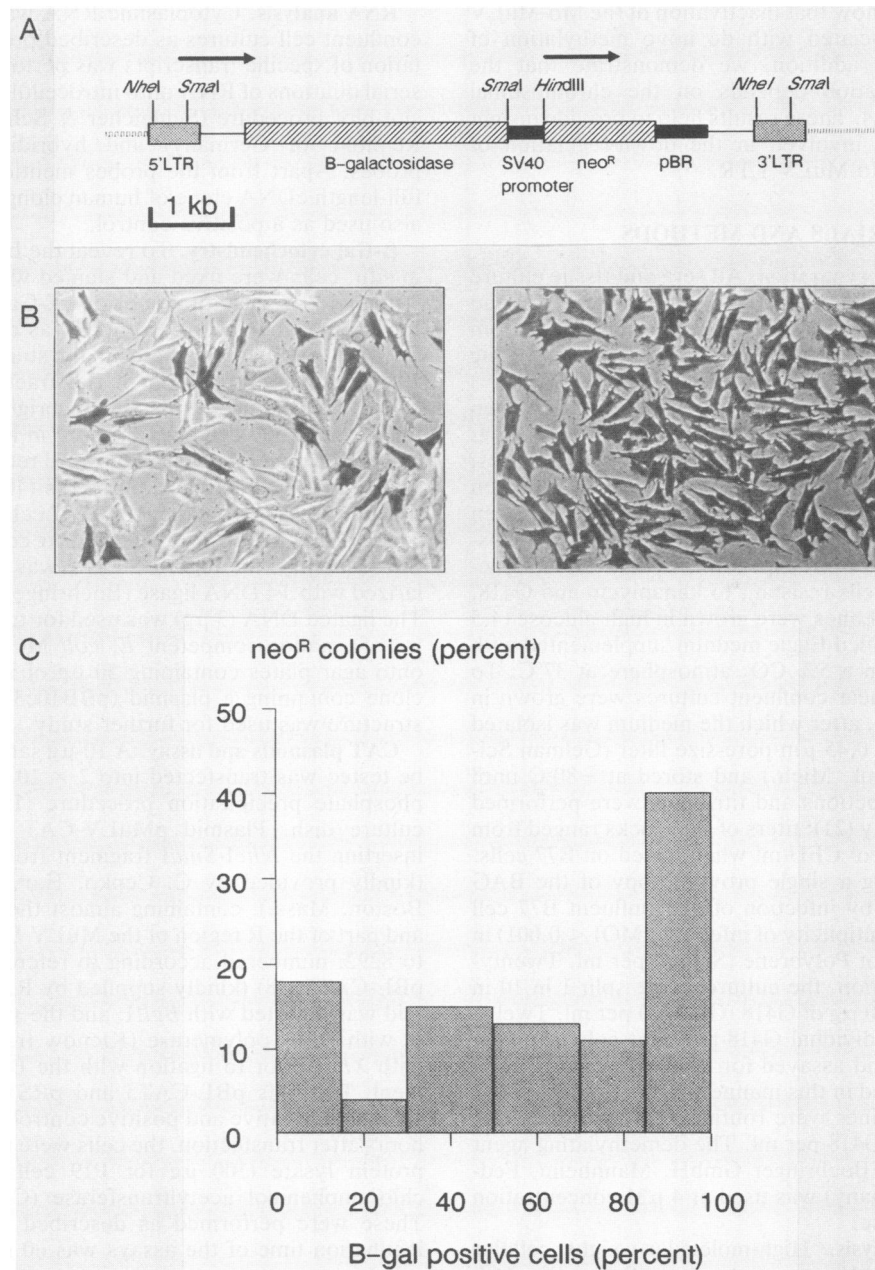 A
NheI SmaI SmaI HindIII NheI SmaI
5'LTR B-galactosidase SV40 promoter neoR pBR 3'LTR
1 kb
B
C
neoR colonies (percent)
50
40
30
20
10
0
0 20 40 60 80 100
B-gal positive cells (percent)